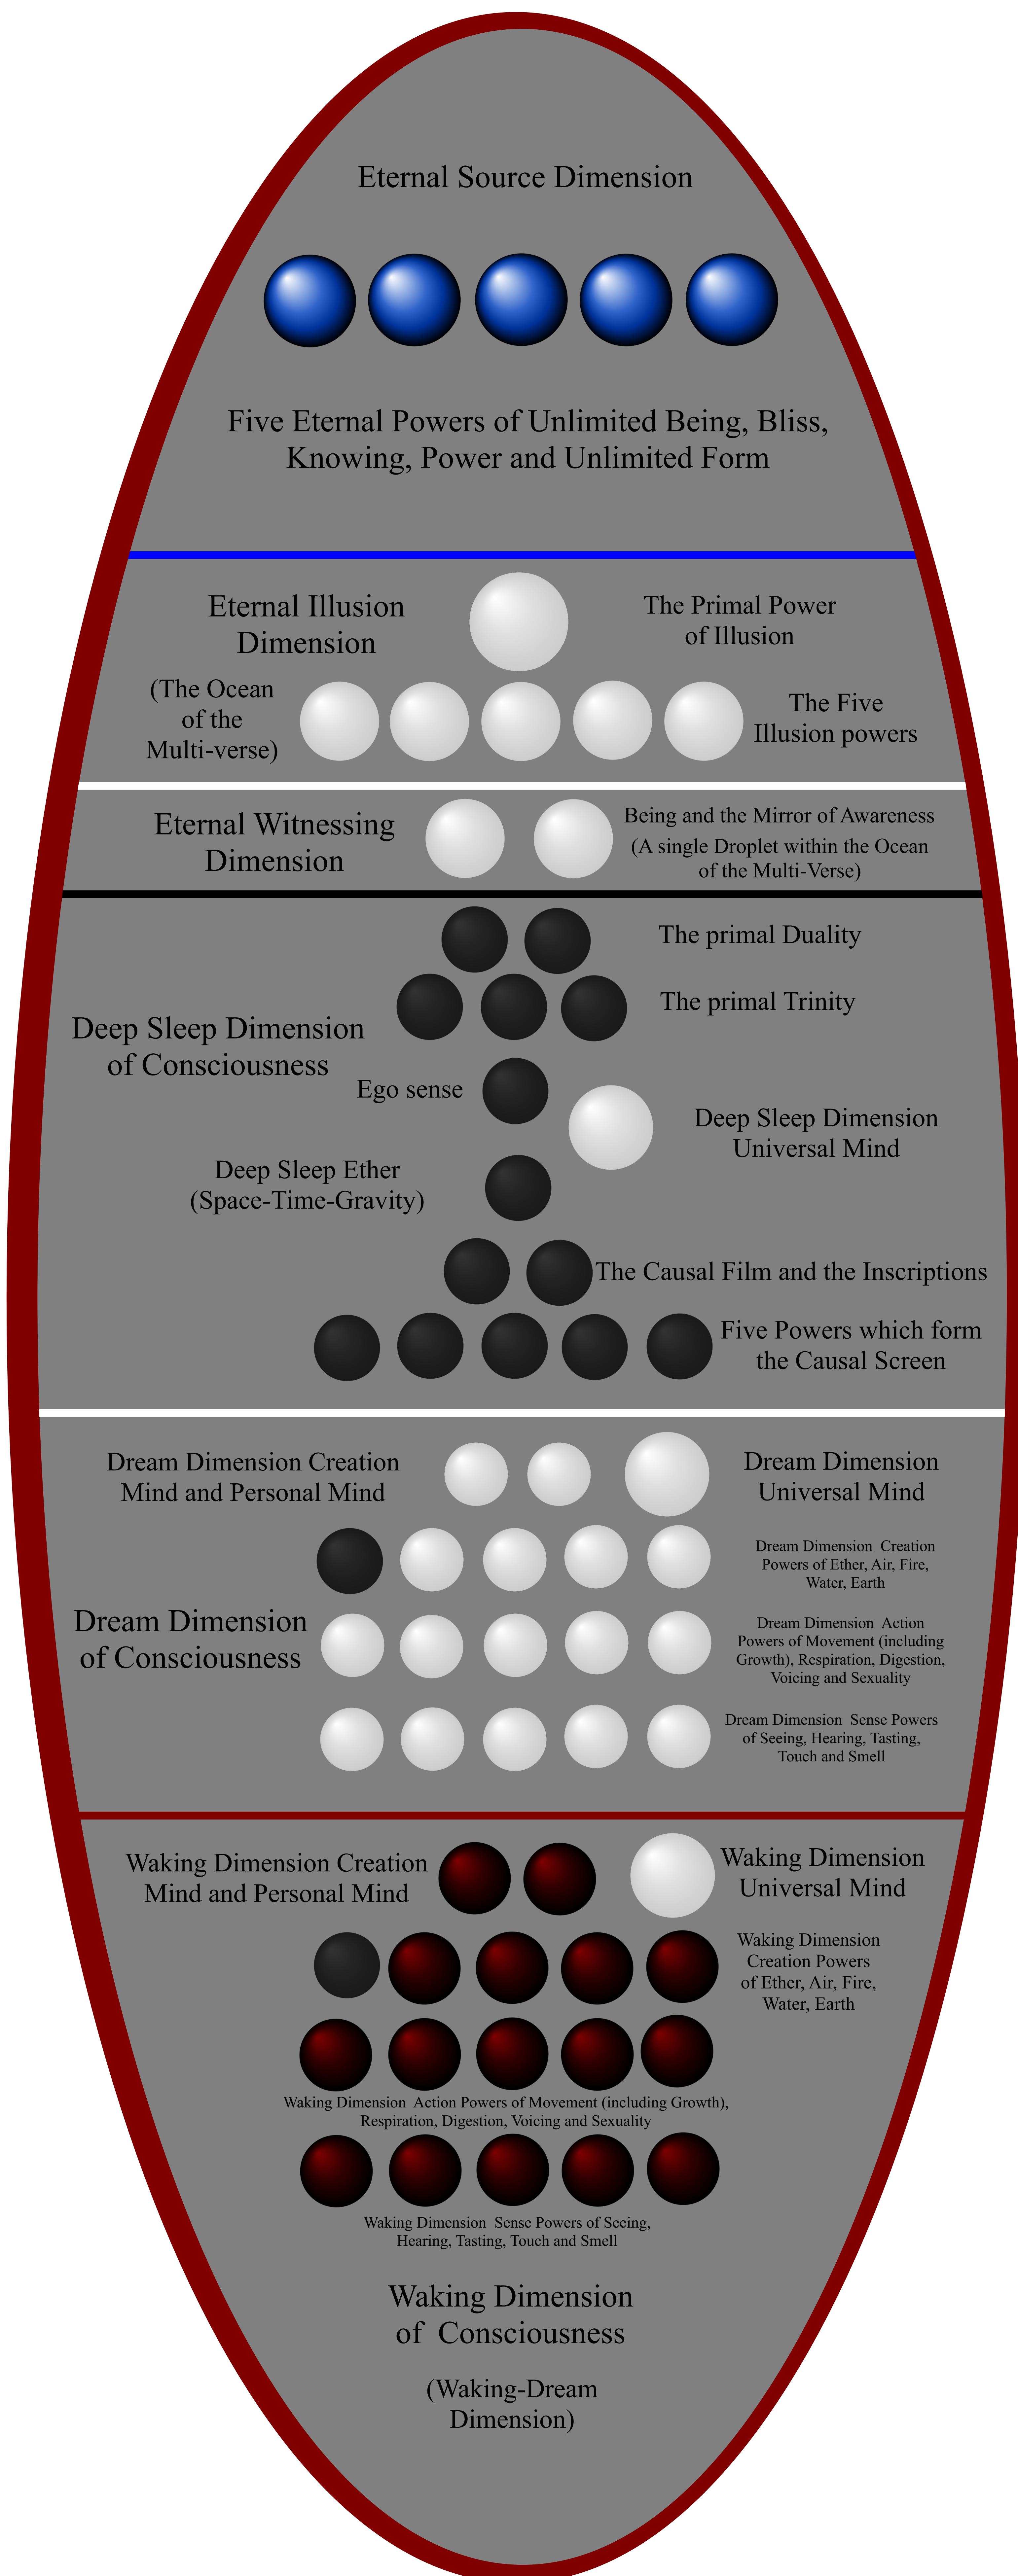 Eternal Source Dimension
Five Eternal Powers of Unlimited Being, Bliss,
Knowing, Power and Unlimited Form
Eternal Illusion
Dimension
The Primal Power
of Illusion
(The Ocean
of the
Multi-verse)
The Five
Illusion powers
Eternal Witnessing
Dimension
Being and the Mirror of Awareness
(A single Droplet within the Ocean
of the Multi-Verse)
The primal Duality
The primal Trinity
Deep Sleep Dimension
of Consciousness
Ego sense
Deep Sleep Dimension
Universal Mind
Deep Sleep Ether
(Space-Time-Gravity)
The Causal Film and the Inscriptions
Five Powers which form
the Causal Screen
Dream Dimension Creation
Mind and Personal Mind
Dream Dimension
Universal Mind
Dream Dimension  Creation
Powers of Ether, Air, Fire,
Water, Earth
Dream Dimension
of Consciousness
Dream Dimension  Action
Powers of Movement (including
Growth), Respiration, Digestion,
Voicing and Sexuality
Dream Dimension  Sense Powers
of Seeing, Hearing, Tasting,
Touch and Smell
Waking Dimension Creation
Mind and Personal Mind
Waking Dimension
Universal Mind
Waking Dimension
Creation Powers
of Ether, Air, Fire,
Water, Earth
Waking Dimension  Action Powers of Movement (including Growth),
Respiration, Digestion, Voicing and Sexuality
Waking Dimension  Sense Powers of Seeing,
Hearing, Tasting, Touch and Smell
Waking Dimension
of  Consciousness
(Waking-Dream
Dimension)